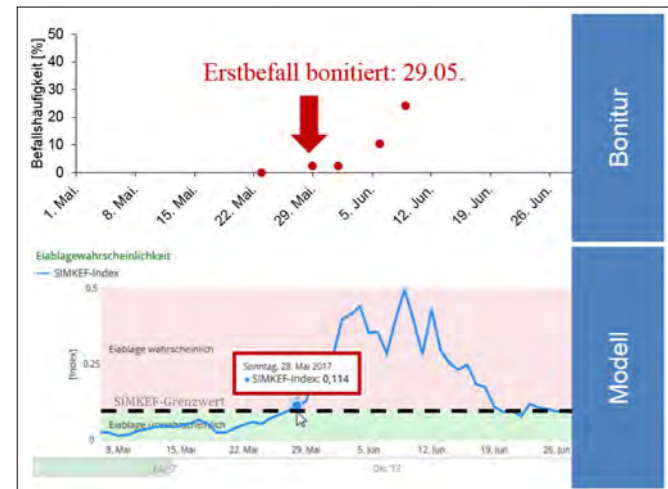 Befallshäufigkeit [%]
50
40
30
20
10
0
Erstbefall bonitiert: 29.05.
1. Mai.
8. Mai.
15. Mai.
22. Mai.
29. Mai.
5. Jun.
12. Jun.
19. Jun.
26. Jun.
Bonitur
Eiablagewahrscheinlichkeit
SIMKEF-Index
[Index]
0,5
0,25
0
Eiablage wahrscheinlich
Sonntag, 28. Mai 2017
SIMKEF-Index: 0,114
SIMKEF-Grenzwert
Eiablage unwahrscheinlich
8. Mai
15. Mai
22. Mai
29. Mai
5. Jun
12. Jun
19. Jun
26. Jun
Okt '17
Modell